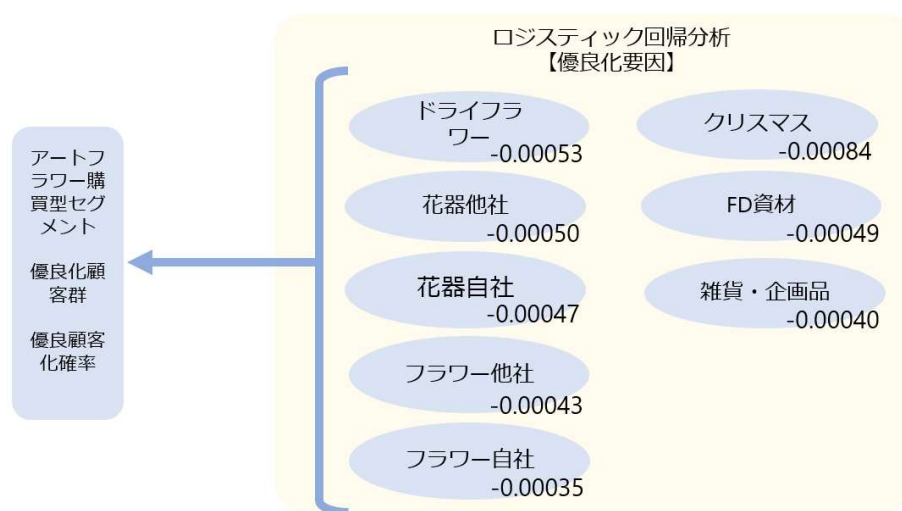 ロジスティック回帰分析
【優良化要因】
アートフ
ラワー購
買型セグ
メント
優良化顧
客群
優良顧客
化確率
ドライフラ
ワー
-0.00053
クリスマス
-0.00084
花器他社
-0.00050
FD資材
-0.00049
花器自社
-0.00047
雑貨・企画品
-0.00040
フラワー他社
-0.00043
フラワー自社
-0.00035